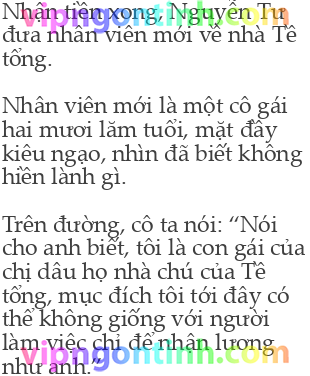 Nhận tiền xong, Nguyễn Tư
đưa nhân viên mới về nhà Tề
tổng.
Nhân viên mới là một cô gái
hai mươi lăm tuổi, mặt đầy
kiêu ngạo, nhìn đã biết không
hiền lành gì.
Trên đường, cô ta nói: “Nói
cho anh biết, tôi là con gái của
chị dâu họ nhà chú của Tề
tổng, mục đích tôi tới đây có
thể không giống với người
làm việc chỉ để nhận lương
như anh.”
vipngontinh.com
vipngontinh.com